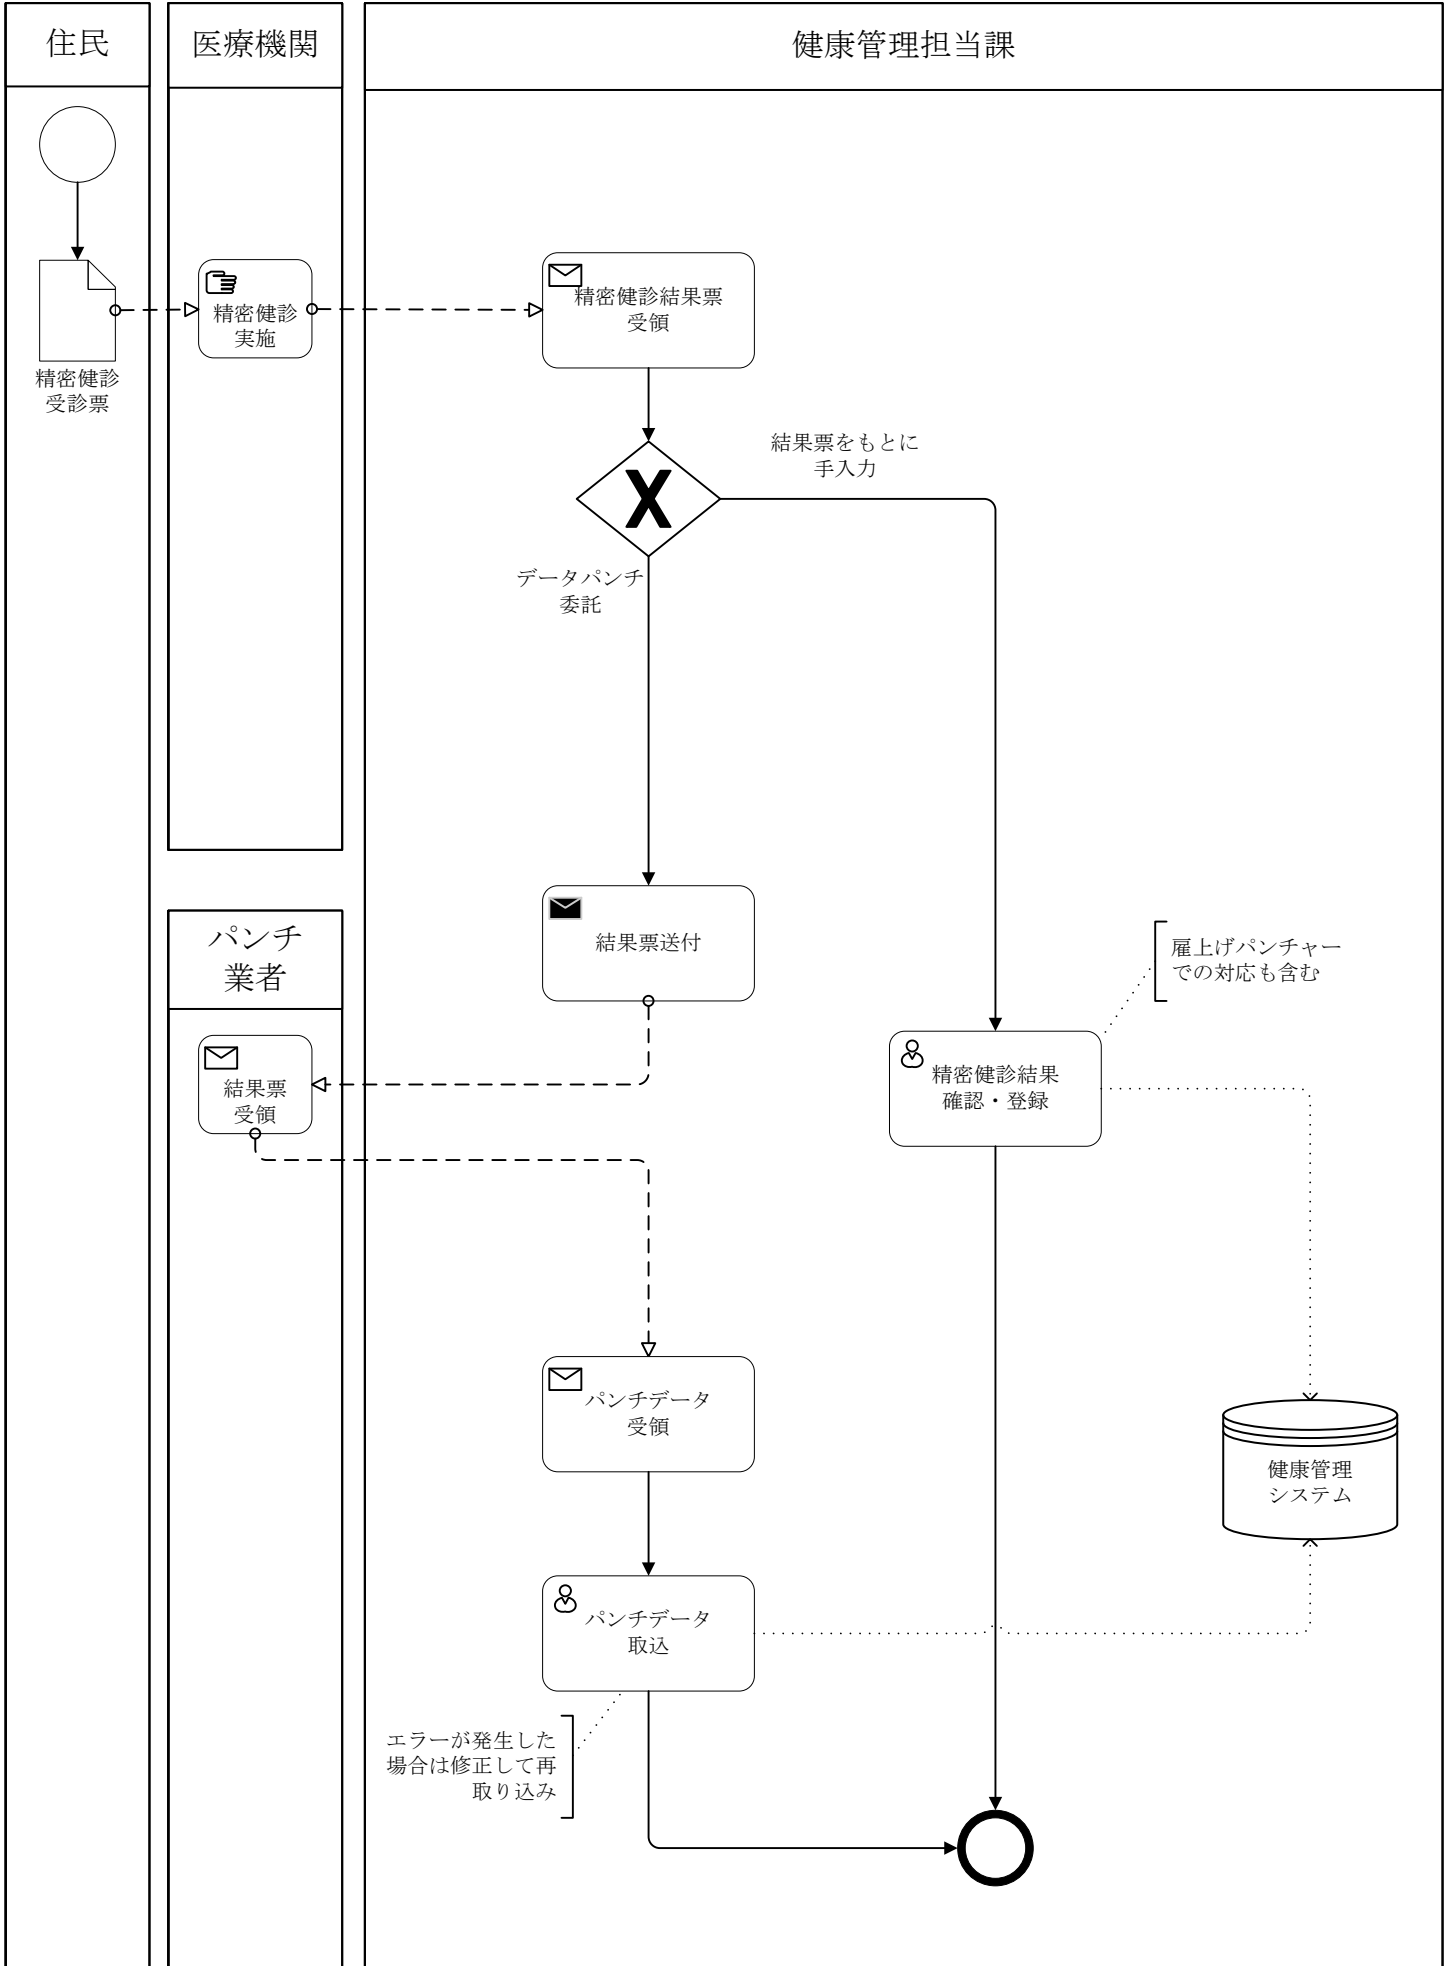 住民
医療機関
健康管理担当課
精密健診
受診票
精密健診
実施
精密健診結果票
受領
結果票をもとに
手入力
データパンチ
委託
結果票送付
パンチ
業者
結果票
受領
雇上げパンチャー
での対応も含む
精密健診結果
確認・登録
パンチデータ
受領
健康管理
システム
パンチデータ
取込
エラーが発生した
場合は修正して再
取り込み